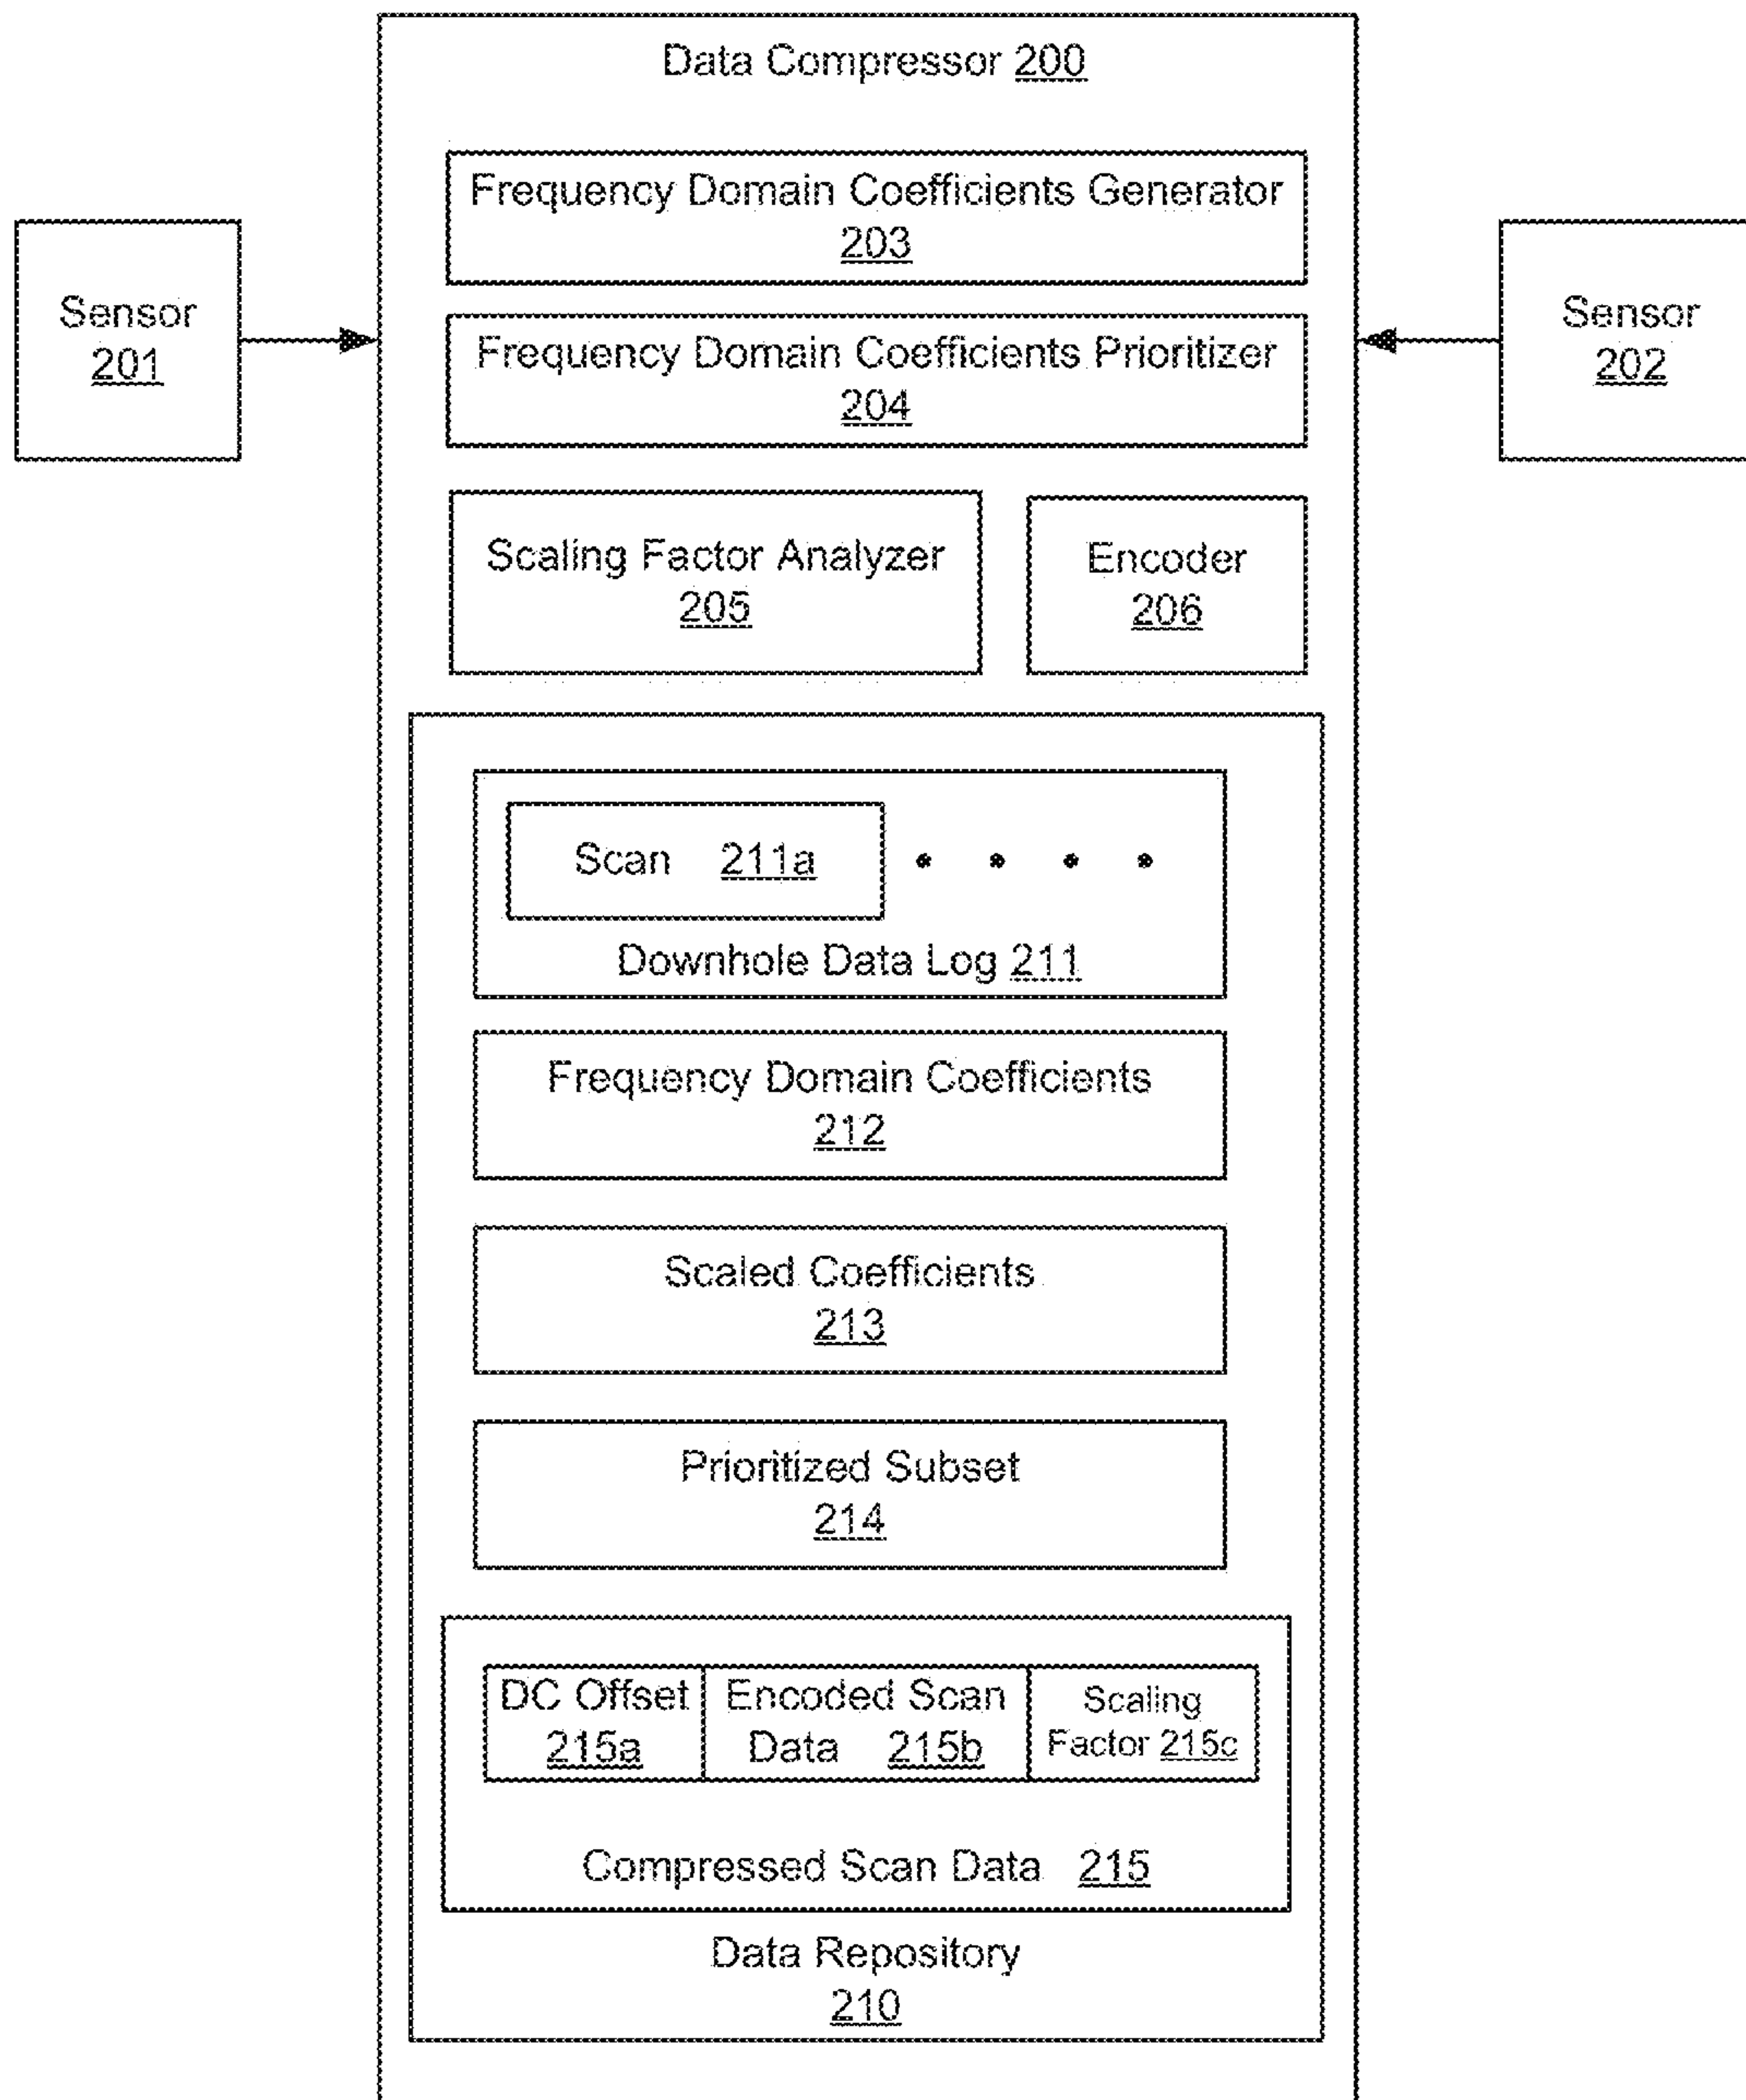 Data Compressor 200
Frequency Domain Coefficients Generator
203
Sensor
201
Frequency Domain Coefficients Prioritizer
204
Sensor
202
Scaling Factor Analyzer
205
Encoder
206
Scan 211a
Downhole Data Log 211
Frequency Domain Coefficients
212
Scaled Coefficients
213
Prioritized Subset
214
DC Offset
215a
Encoded Scan
Data 215b
Scaling
Factor 215c
Compressed Scan Data 215
Data Repository
210